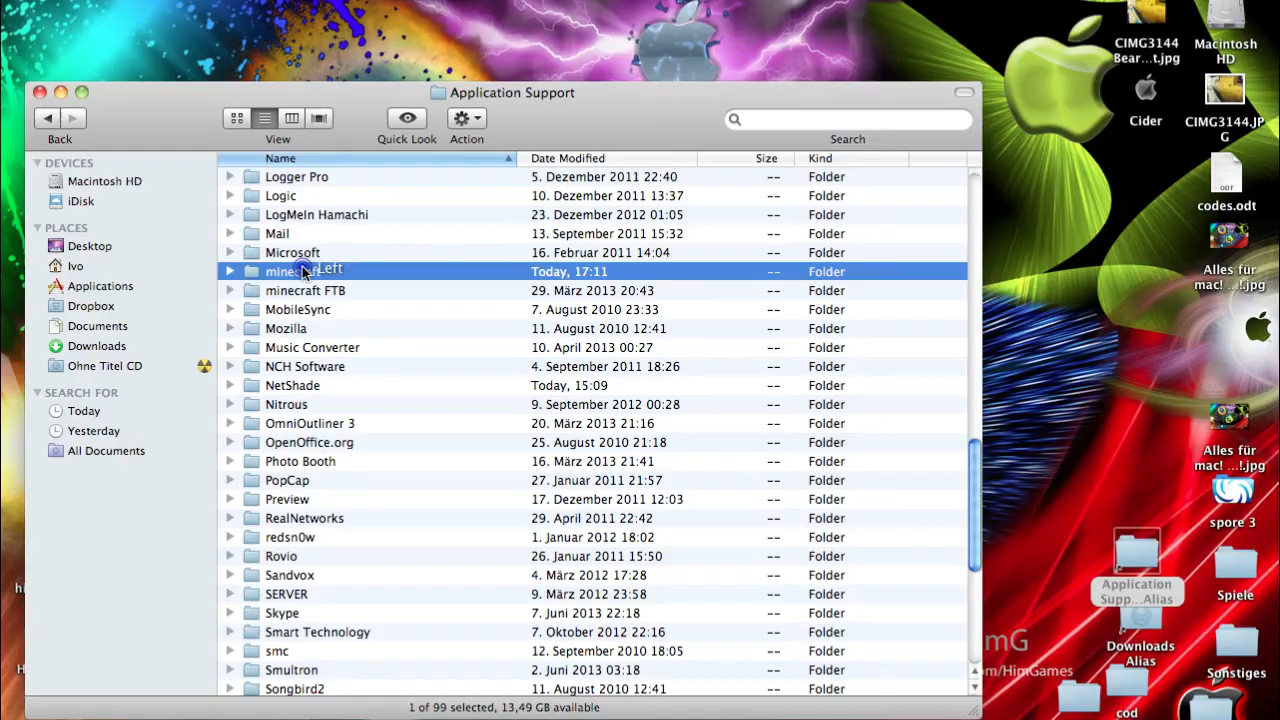 Application Support
Back
View
Quick Look
Action
Search
DEVICES
Macintosh HD
iDisk
PLACES
Desktop
Ivo
Applications
Dropbox
Documents
Downloads
Ohne Titel CD
SEARCH FOR
Today
Yesterday
All Documents
Name Date Modified Size Kind
Logger Pro 5. Dezember 2011 22:40 -- Folder
Logic 10. Dezember 2011 13:37 -- Folder
LogMeIn Hamachi 23. Dezember 2012 01:05 -- Folder
Mail 13. September 2011 15:32 -- Folder
Microsoft 16. Februar 2011 14:04 -- Folder
Left Today, 17:11 -- Folder
minecraft FTB 29. März 2013 20:43 -- Folder
MobileSync 7. August 2010 23:33 -- Folder
Mozilla 11. August 2010 12:41 -- Folder
Music Converter 10. April 2013 00:27 -- Folder
NCH Software 4. September 2011 18:26 -- Folder
NetShade Today, 15:09 -- Folder
Nitrous 9. September 2012 00:28 -- Folder
OmniOutliner 3 20. März 2013 21:16 -- Folder
OpenOffice.org 25. August 2010 21:18 -- Folder
Photo Booth 16. März 2013 21:41 -- Folder
PopCap 27. Januar 2011 21:57 -- Folder
Preview 17. Dezember 2011 12:03 -- Folder
RealNetworks 29. April 2011 22:42 -- Folder
redsn0w 1. Januar 2012 18:02 -- Folder
Rovio 26. Januar 2011 15:50 -- Folder
Sandvox 4. März 2012 17:28 -- Folder
SERVER 9. März 2012 23:58 -- Folder
Skype 7. Juni 2013 22:18 -- Folder
Smart Technology 7. Oktober 2012 22:16 -- Folder
smc 12. September 2010 18:05 -- Folder
Smultron 2. Juni 2013 03:18 -- Folder
Songbird2 11. August 2010 12:41 -- Folder
1 of 99 selected, 13,49 GB available
CIMG3144
Bear...t.jpg
Macintosh
HD
Cider
CIMG3144.JP
G
ODT
codes.odt
Alles für
mac! ...!.jpg
Alles für
mac! ...!.jpg
spore 3
Application
Supp...Alias
Spiele
Downloads
Alias
mG
om/HimGames
Sonstiges
cod